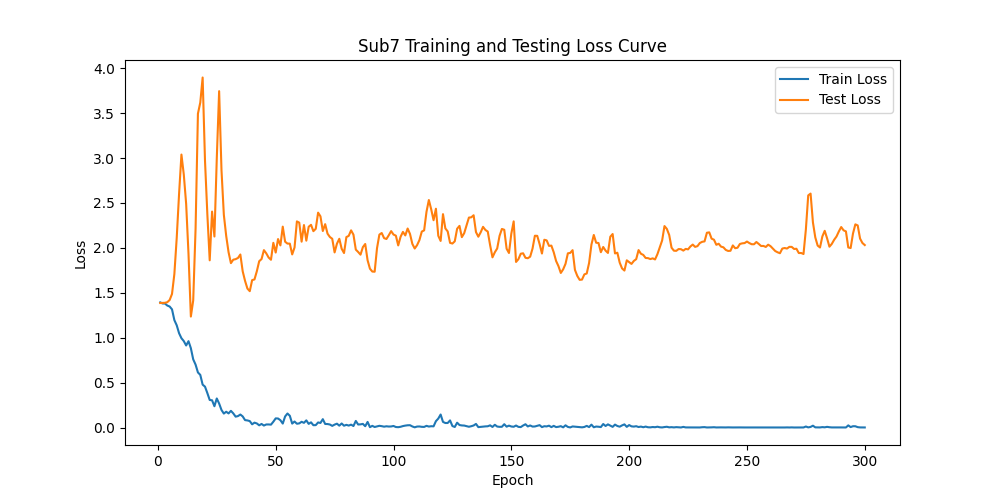 Sub7 Training and Testing Loss Curve
Train Loss
Test Loss
Loss
4.0
3.5
3.0
2.5
2.0
1.5
1.0
0.5
0.0
0 50 100 150 200 250 300
Epoch